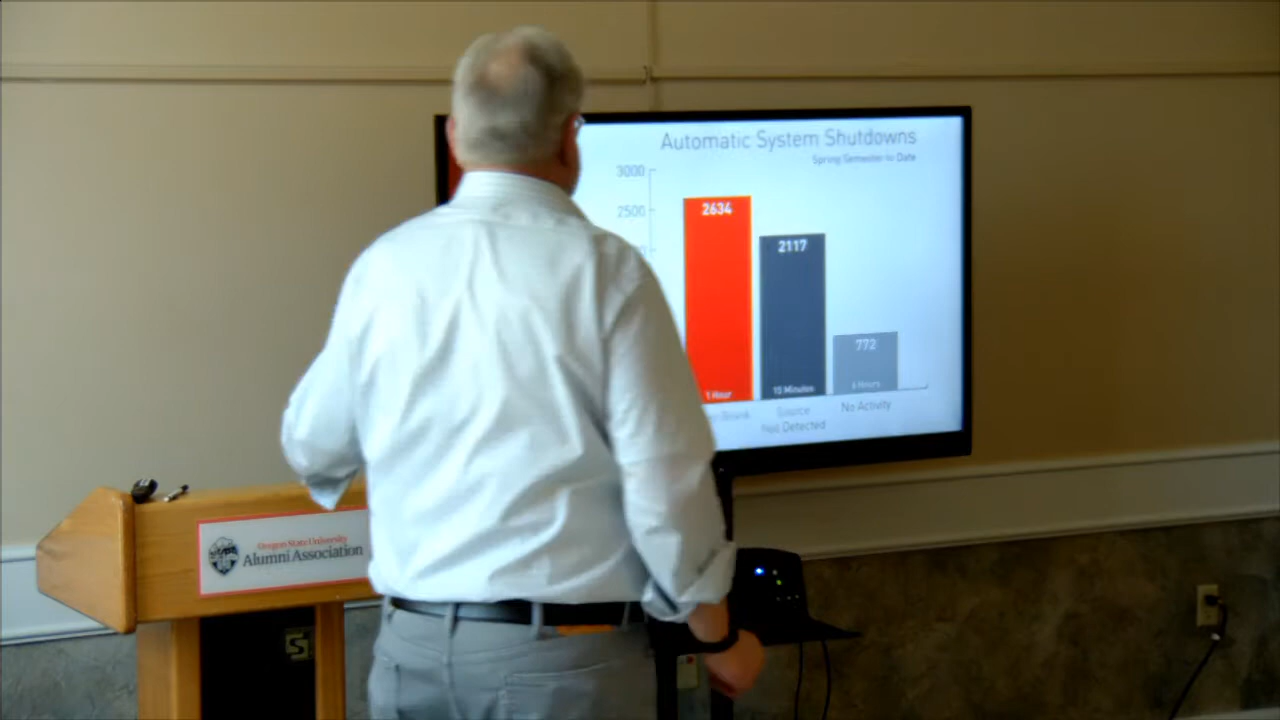 Automatic System Shutdowns
Spring Semester to Date
3000
2500
2634
2117
772
1 Hour
15 Minutes
6 Hours
Source
Not Detected
No Activity
Oregon State University
Alumni Association